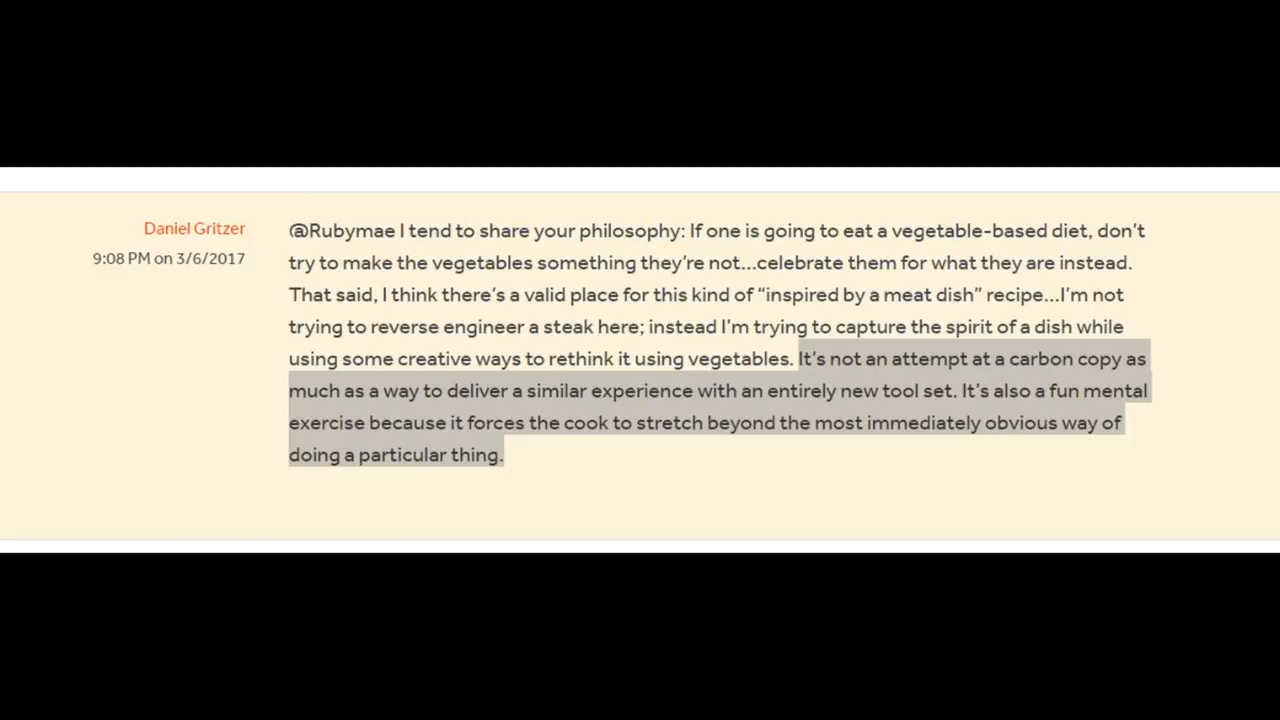 Daniel Gritzer
9:08 PM on 3/6/2017
@Rubymae I tend to share your philosophy: If one is going to eat a vegetable-based diet, don’t
try to make the vegetables something they’re not...celebrate them for what they are instead.
That said, I think there’s a valid place for this kind of “inspired by a meat dish” recipe...I’m not
trying to reverse engineer a steak here; instead I’m trying to capture the spirit of a dish while
using some creative ways to rethink it using vegetables. It’s not an attempt at a carbon copy as
much as a way to deliver a similar experience with an entirely new tool set. It’s also a fun mental
exercise because it forces the cook to stretch beyond the most immediately obvious way of
doing a particular thing.